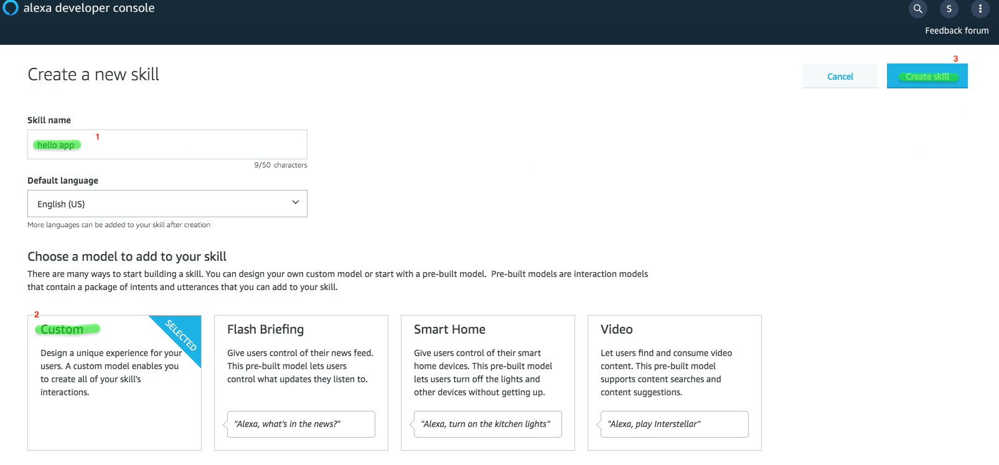 alexa developer console
S
Feedback forum
Create a new skill
Cancel
3
Create skill
Skill name
hello app
1
9/50 characters
Default language
English (US)
More languages can be added to your skill after creation
Choose a model to add to your skill
There are many ways to start building a skill. You can design your own custom model or start with a pre-built model.  Pre-built models are interaction models
that contain a package of intents and utterances that you can add to your skill.
2
Custom
SELECTED
Design a unique experience for your
users. A custom model enables you
to create all of your skill's
interactions.
Flash Briefing
Give users control of their news feed.
This pre-built model lets users
control what updates they listen to.
"Alexa, what's in the news?"
Smart Home
Give users control of their smart
home devices. This pre-built model
lets users turn off the lights and
other devices without getting up.
"Alexa, turn on the kitchen lights"
Video
Let users find and consume video
content. This pre-built model
supports content searches and
content suggestions.
"Alexa, play Interstellar"